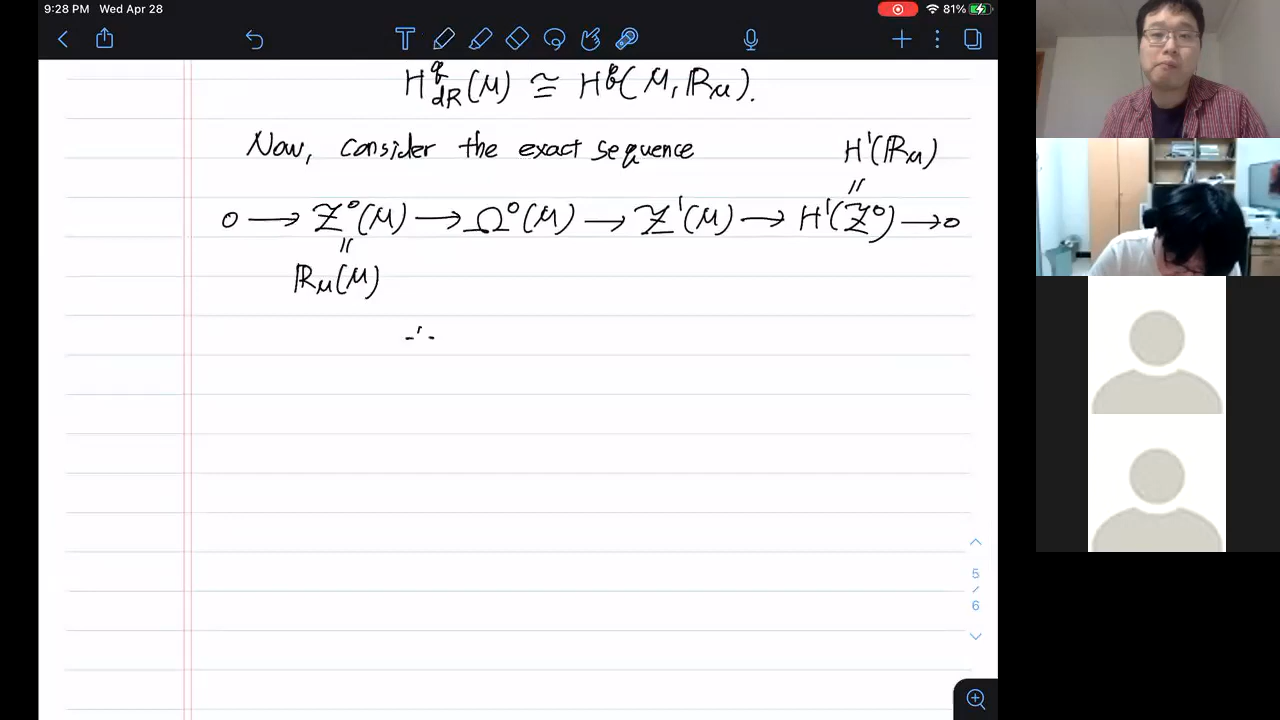 9:28 PM Wed Apr 28
81%
H^q_dR(M) ≅ H^q(M, ℝ_M).
Now, consider the exact sequence
H^1(ℝ_M)
=
0 → Z^0(M) → Ω^0(M) → Z^1(M) → H^1(Z^0) → 0
=
ℝ_M(M)
∴
5
/
6